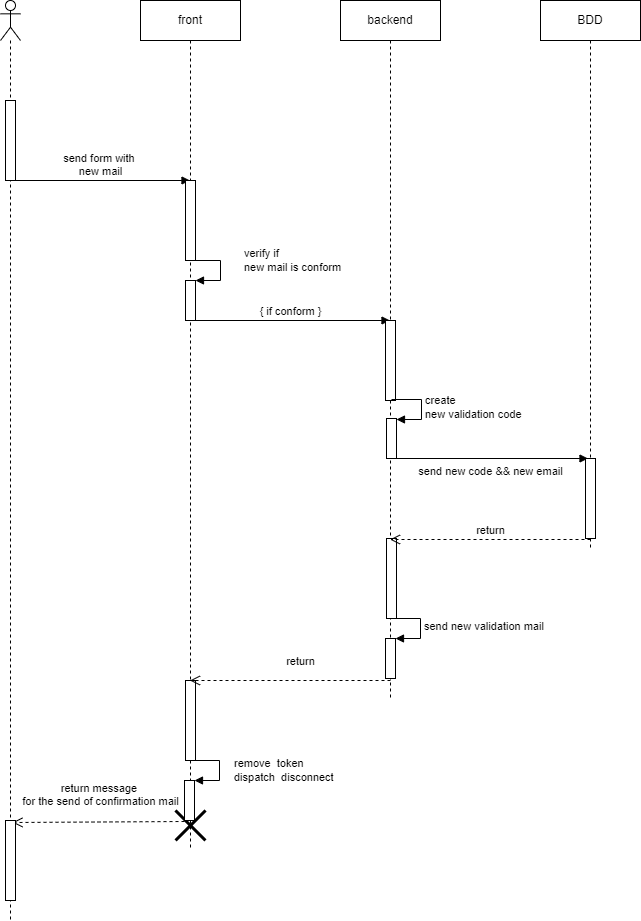 front
backend
BDD
send form with
new mail
verify if
new mail is conform
{ if conform }
create
new validation code
send new code && new email
return
send new validation mail
return
remove  token
dispatch  disconnect
return message
for the send of confirmation mail